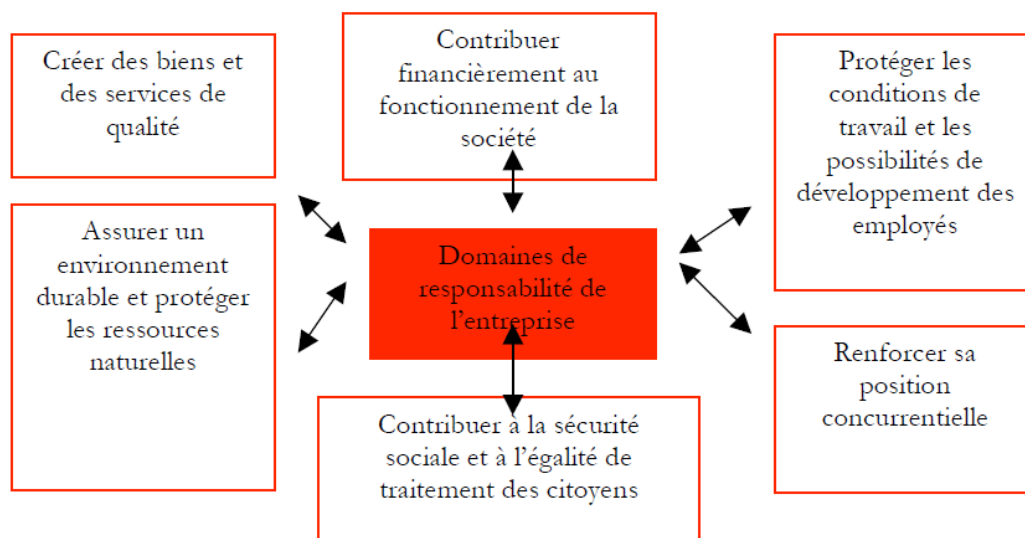 Créer des biens et
des services de
qualité
Contribuer
financièrement au
fonctionnement de la
société
Protéger les
conditions de
travail et les
possibilités de
développement des
employés
Assurer un
environnement
durable et protéger
les ressources
naturelles
Domaines de
responsabilité de
l'entreprise
Renforcer sa
position
concurrentielle
Contribuer à la sécurité
sociale et à l'égalité de
traitement des citoyens